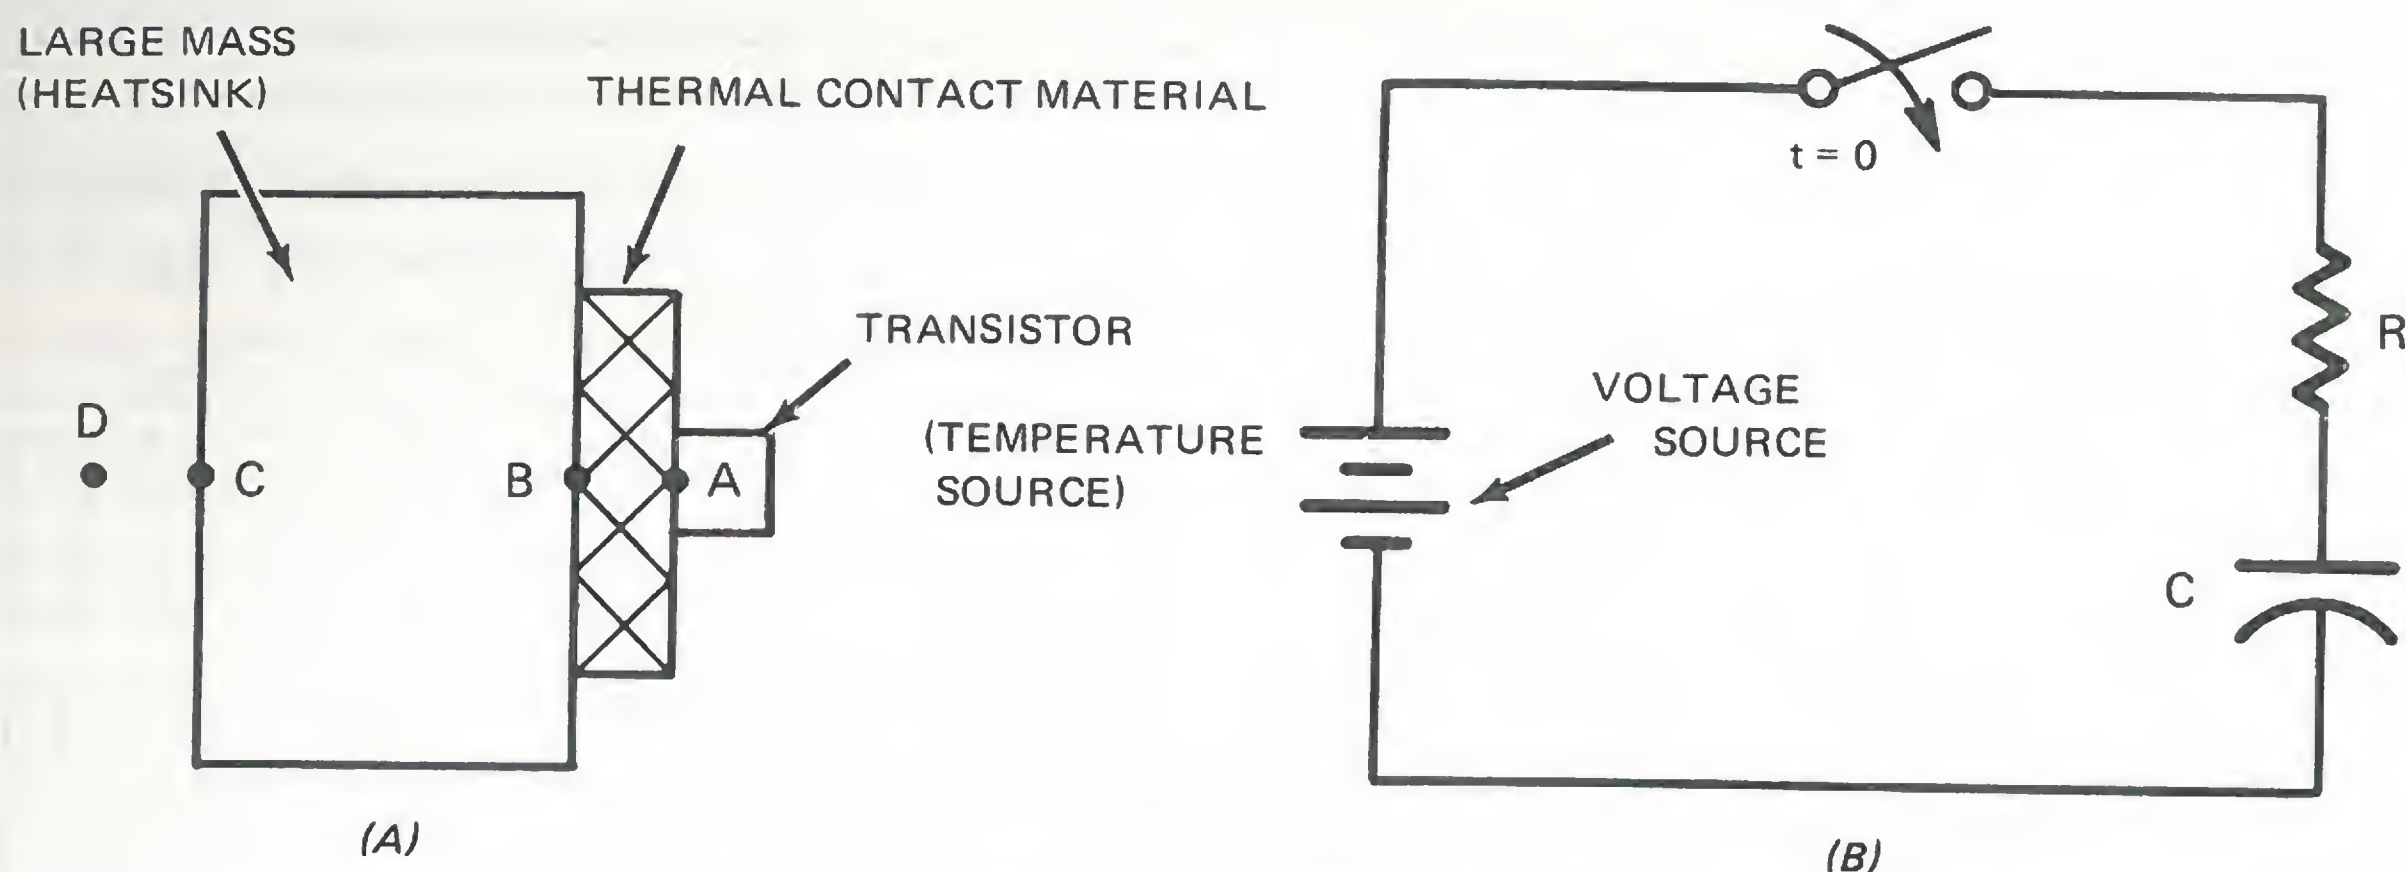 LARGE MASS
(HEATSINK)
THERMAL CONTACT MATERIAL
TRANSISTOR
D
C
B
A
(A)
t = 0
R
VOLTAGE
SOURCE
(TEMPERATURE
SOURCE)
C
(B)